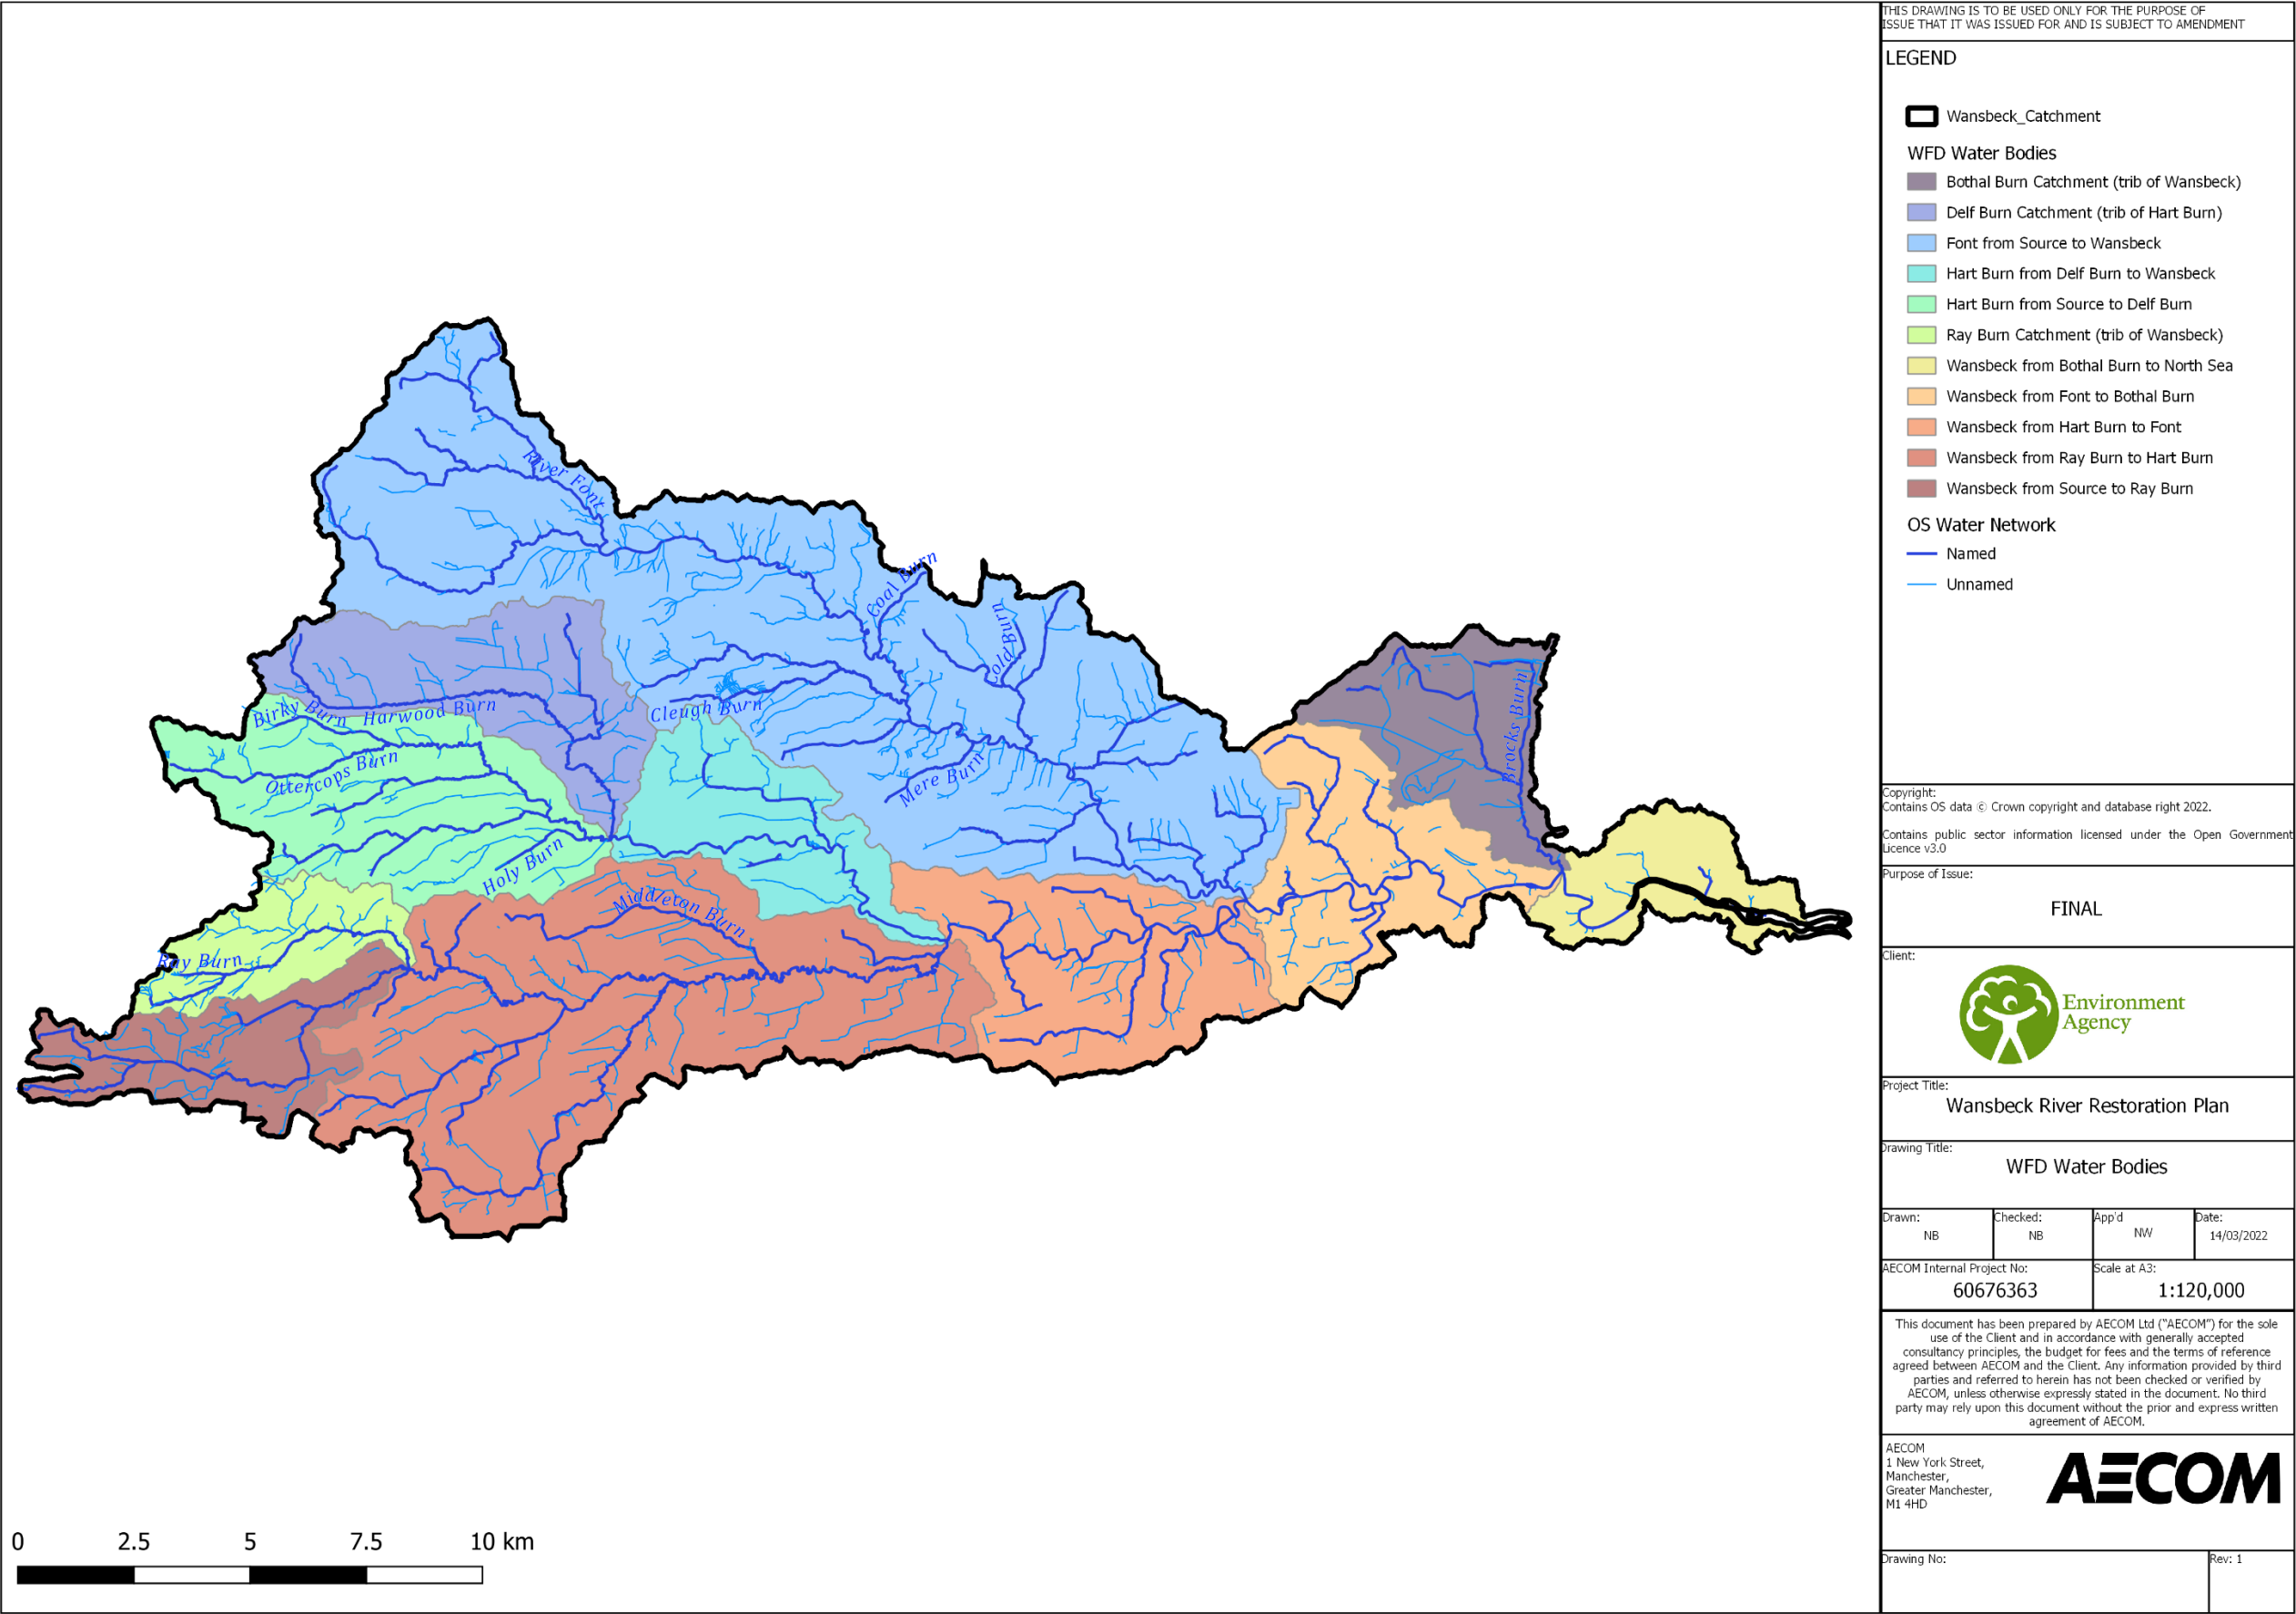 THIS DRAWING IS TO BE USED ONLY FOR THE PURPOSE OF
ISSUE THAT IT WAS ISSUED FOR AND IS SUBJECT TO AMENDMENT
LEGEND
Wansbeck_Catchment
WFD Water Bodies
Bothal Burn Catchment (trib of Wansbeck)
Delf Burn Catchment (trib of Hart Burn)
Font from Source to Wansbeck
Hart Burn from Delf Burn to Wansbeck
Hart Burn from Source to Delf Burn
Ray Burn Catchment (trib of Wansbeck)
Wansbeck from Bothal Burn to North Sea
Wansbeck from Font to Bothal Burn
Wansbeck from Hart Burn to Font
Wansbeck from Ray Burn to Hart Burn
Wansbeck from Source to Ray Burn
OS Water Network
Named
Unnamed
River Font
Coal Burn
Cold Burn
Birky Burn
Harwood Burn
Cleugh Burn
Brocks Burn
Ottercops Burn
Mere Burn
Holy Burn
Middleton Burn
Ray Burn
Copyright:
Contains OS data © Crown copyright and database right 2022.
Contains public sector information licensed under the Open Government
Licence v3.0
Purpose of Issue:
FINAL
Client:
Environment
Agency
Project Title:
Wansbeck River Restoration Plan
Drawing Title:
WFD Water Bodies
Drawn:
NB
Checked:
NB
App'd
NW
Date:
14/03/2022
AECOM Internal Project No:
60676363
Scale at A3:
1:120,000
This document has been prepared by AECOM Ltd (“AECOM”) for the sole
use of the Client and in accordance with generally accepted
consultancy principles, the budget for fees and the terms of reference
agreed between AECOM and the Client. Any information provided by third
parties and referred to herein has not been checked or verified by
AECOM, unless otherwise expressly stated in the document. No third
party may rely upon this document without the prior and express written
agreement of AECOM.
AECOM
1 New York Street,
Manchester,
Greater Manchester,
M1 4HD
AECOM
Drawing No:
Rev: 1
0 2.5 5 7.5 10 km